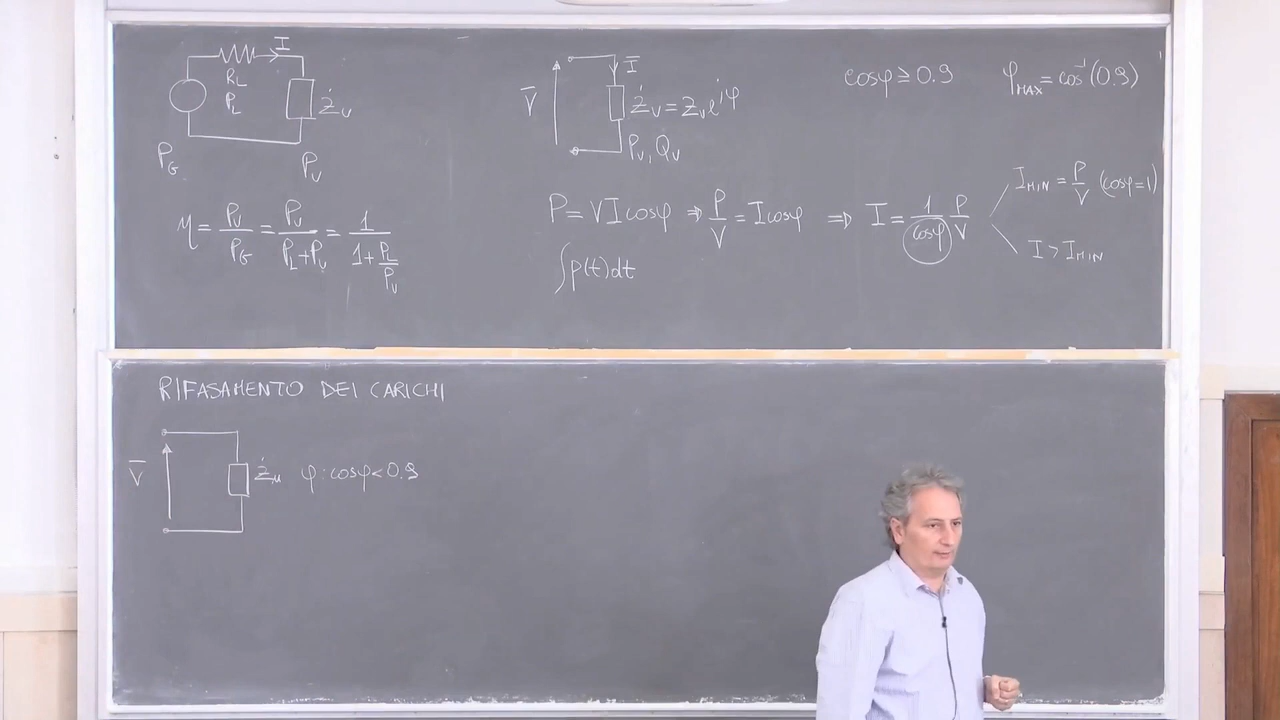 I
R_L
P_L
Ż_U
P_G
P_U
η = P_U/P_G = P_U/(P_L+P_U) = 1/(1+P_L/P_U)
V̅
I̅
Ż_U = Z_U e^{jφ}
P_U, Q_U
cosφ ≥ 0.9
φ_MAX = cos⁻¹(0.9)
P = VI cosφ ⇒ P/V = I cosφ ⇒ I = 1/cosφ P/V
I_MIN = P/V (cosφ=1)
I > I_MIN
∫p(t)dt
RIFASAMENTO DEI CARICHI
V̅
Ż_U φ: cosφ < 0.9